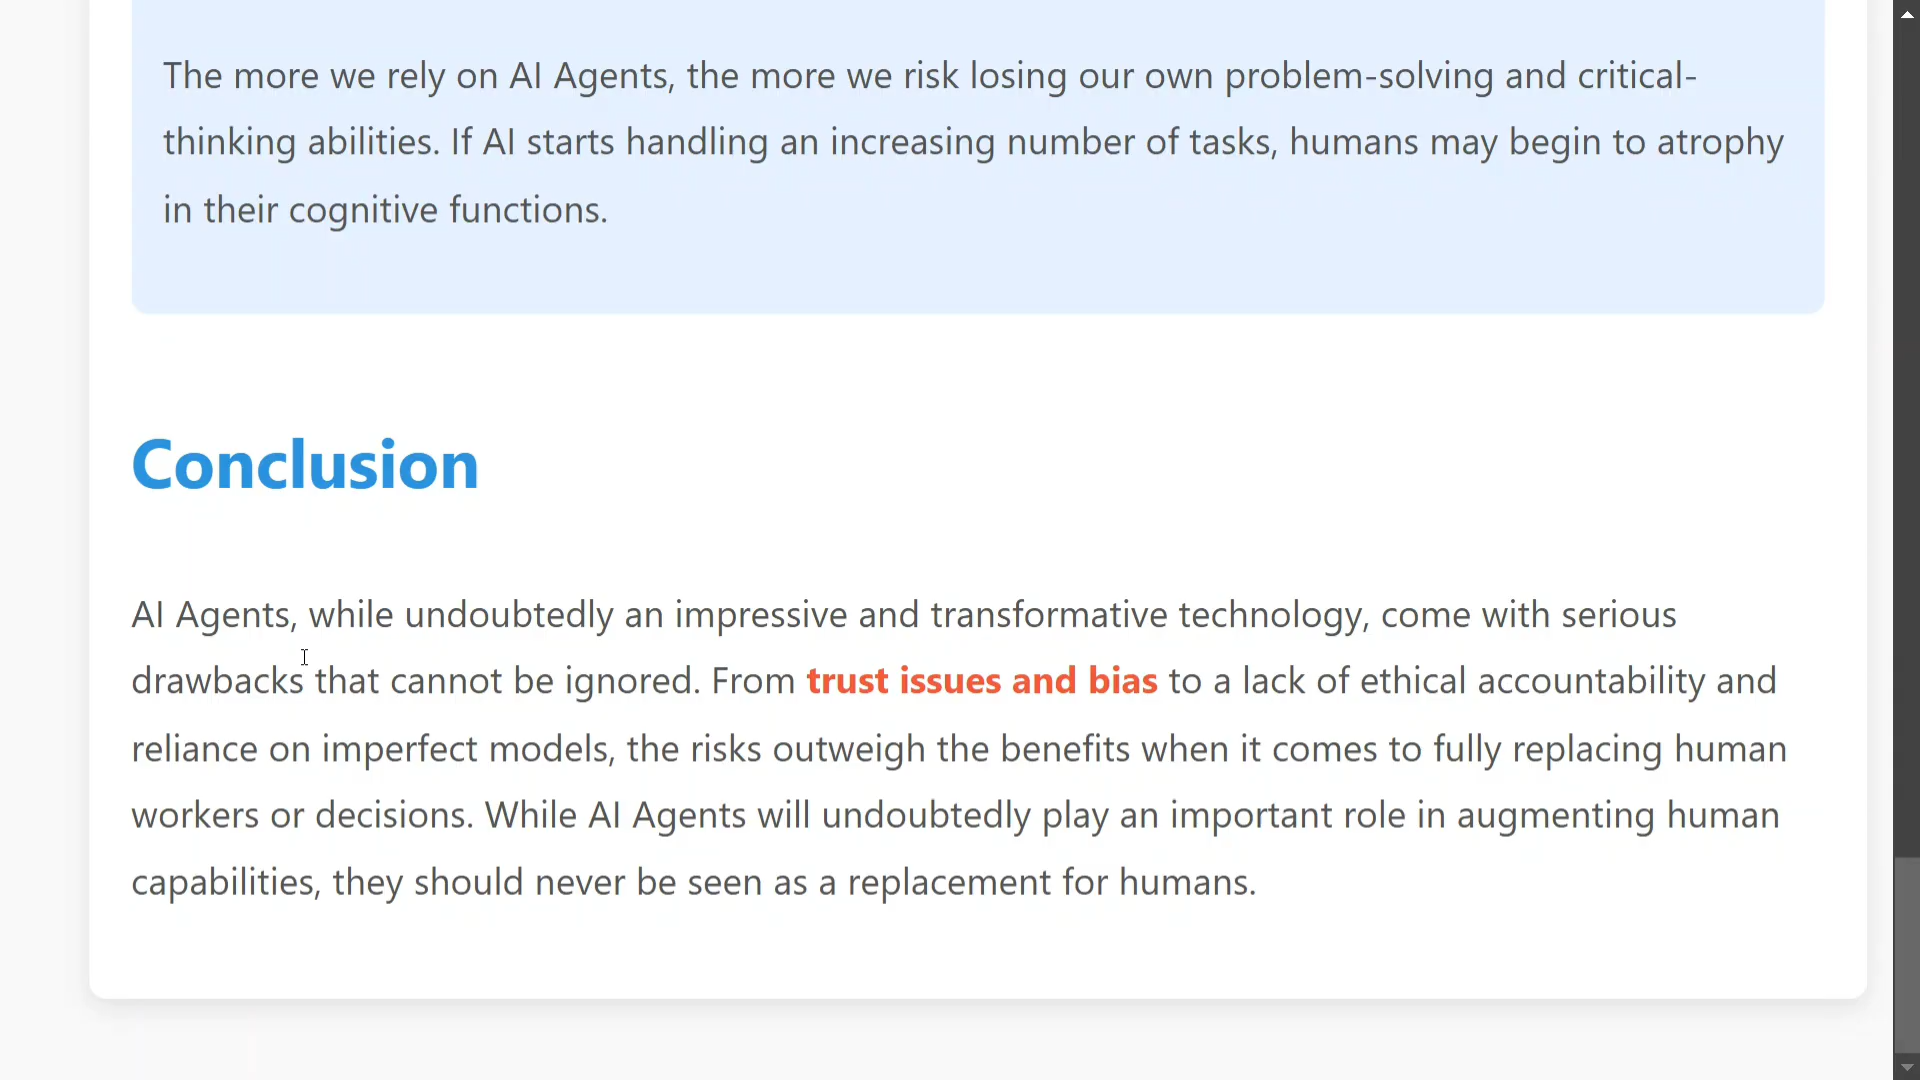 The more we rely on AI Agents, the more we risk losing our own problem-solving and critical-
thinking abilities. If AI starts handling an increasing number of tasks, humans may begin to atrophy
in their cognitive functions.
Conclusion
AI Agents, while undoubtedly an impressive and transformative technology, come with serious
drawbacks that cannot be ignored. From trust issues and bias to a lack of ethical accountability and
reliance on imperfect models, the risks outweigh the benefits when it comes to fully replacing human
workers or decisions. While AI Agents will undoubtedly play an important role in augmenting human
capabilities, they should never be seen as a replacement for humans.